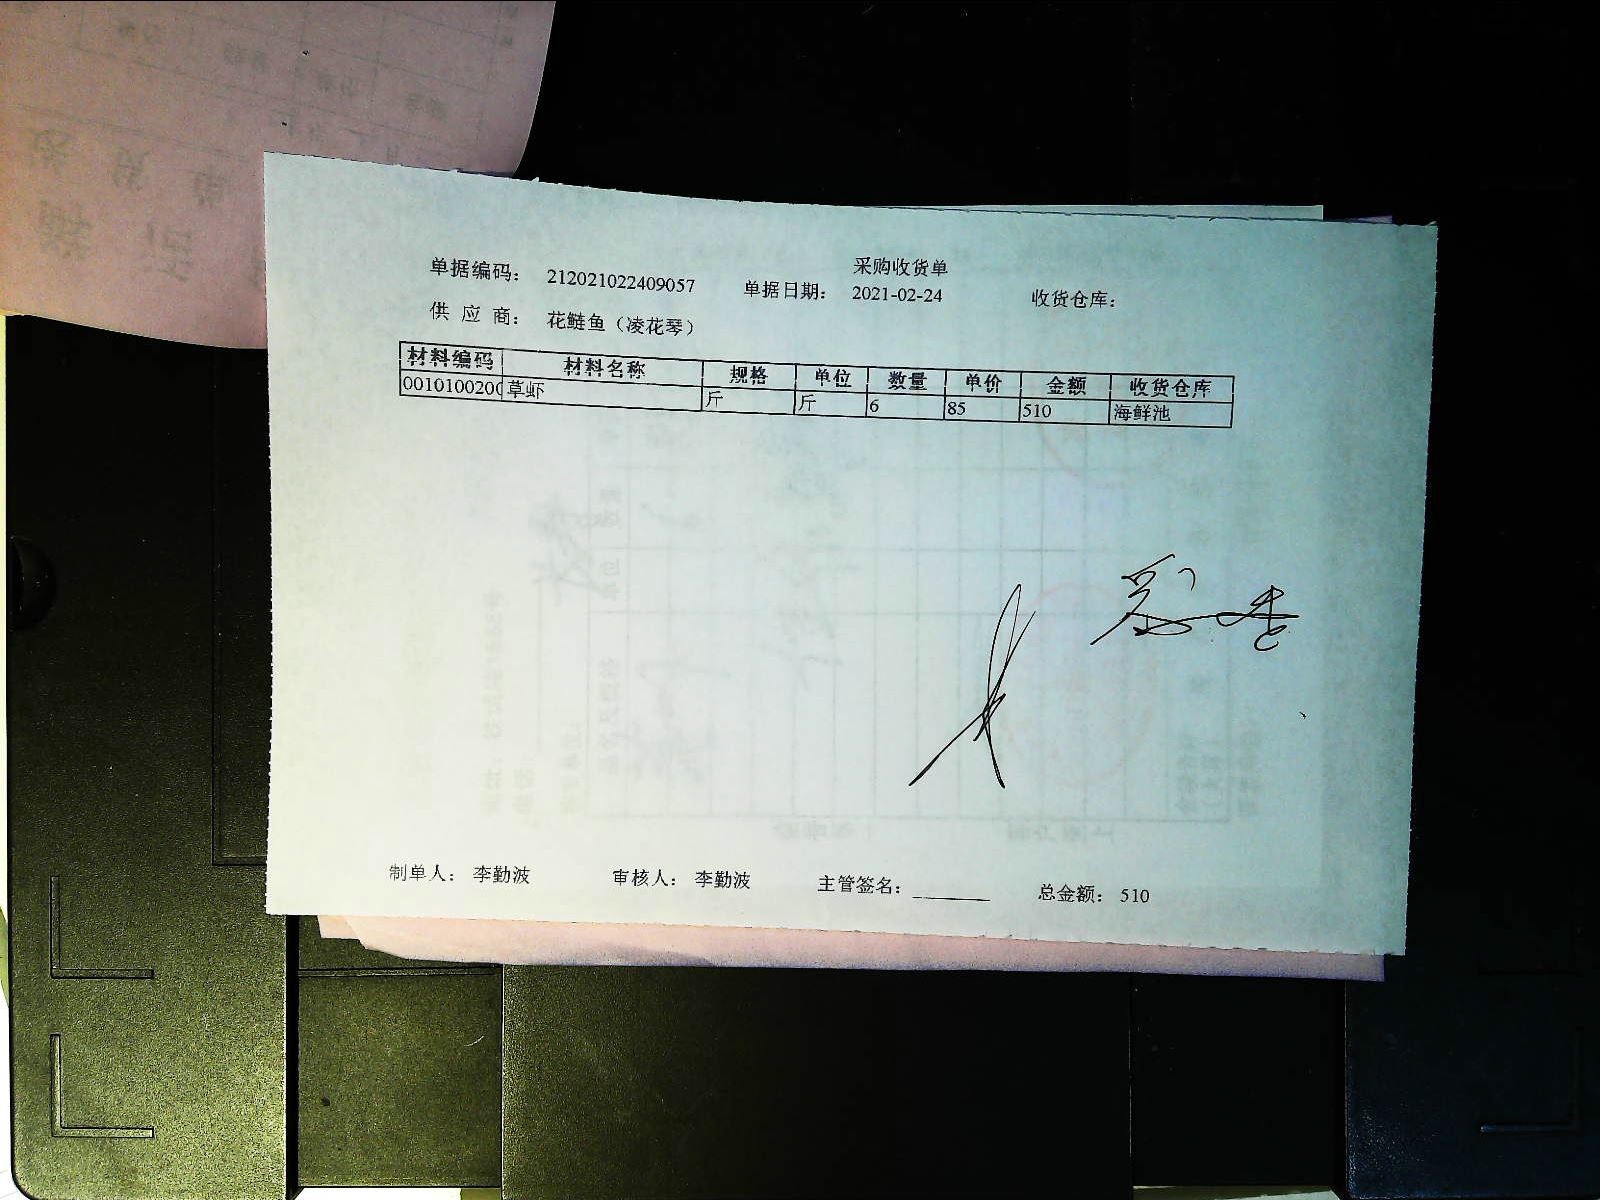 采购收货单
单据编码： 212021022409057 单据日期： 2021-02-24 收货仓库：
供 应 商： 花鲢鱼（凌花琴）
材料编码 材料名称 规格 单位 数量 单价 金额 收货仓库
0010100200 草虾 斤 斤 6 85 510 海鲜池
制单人： 李勤波 审核人： 李勤波 主管签名： 总金额： 510